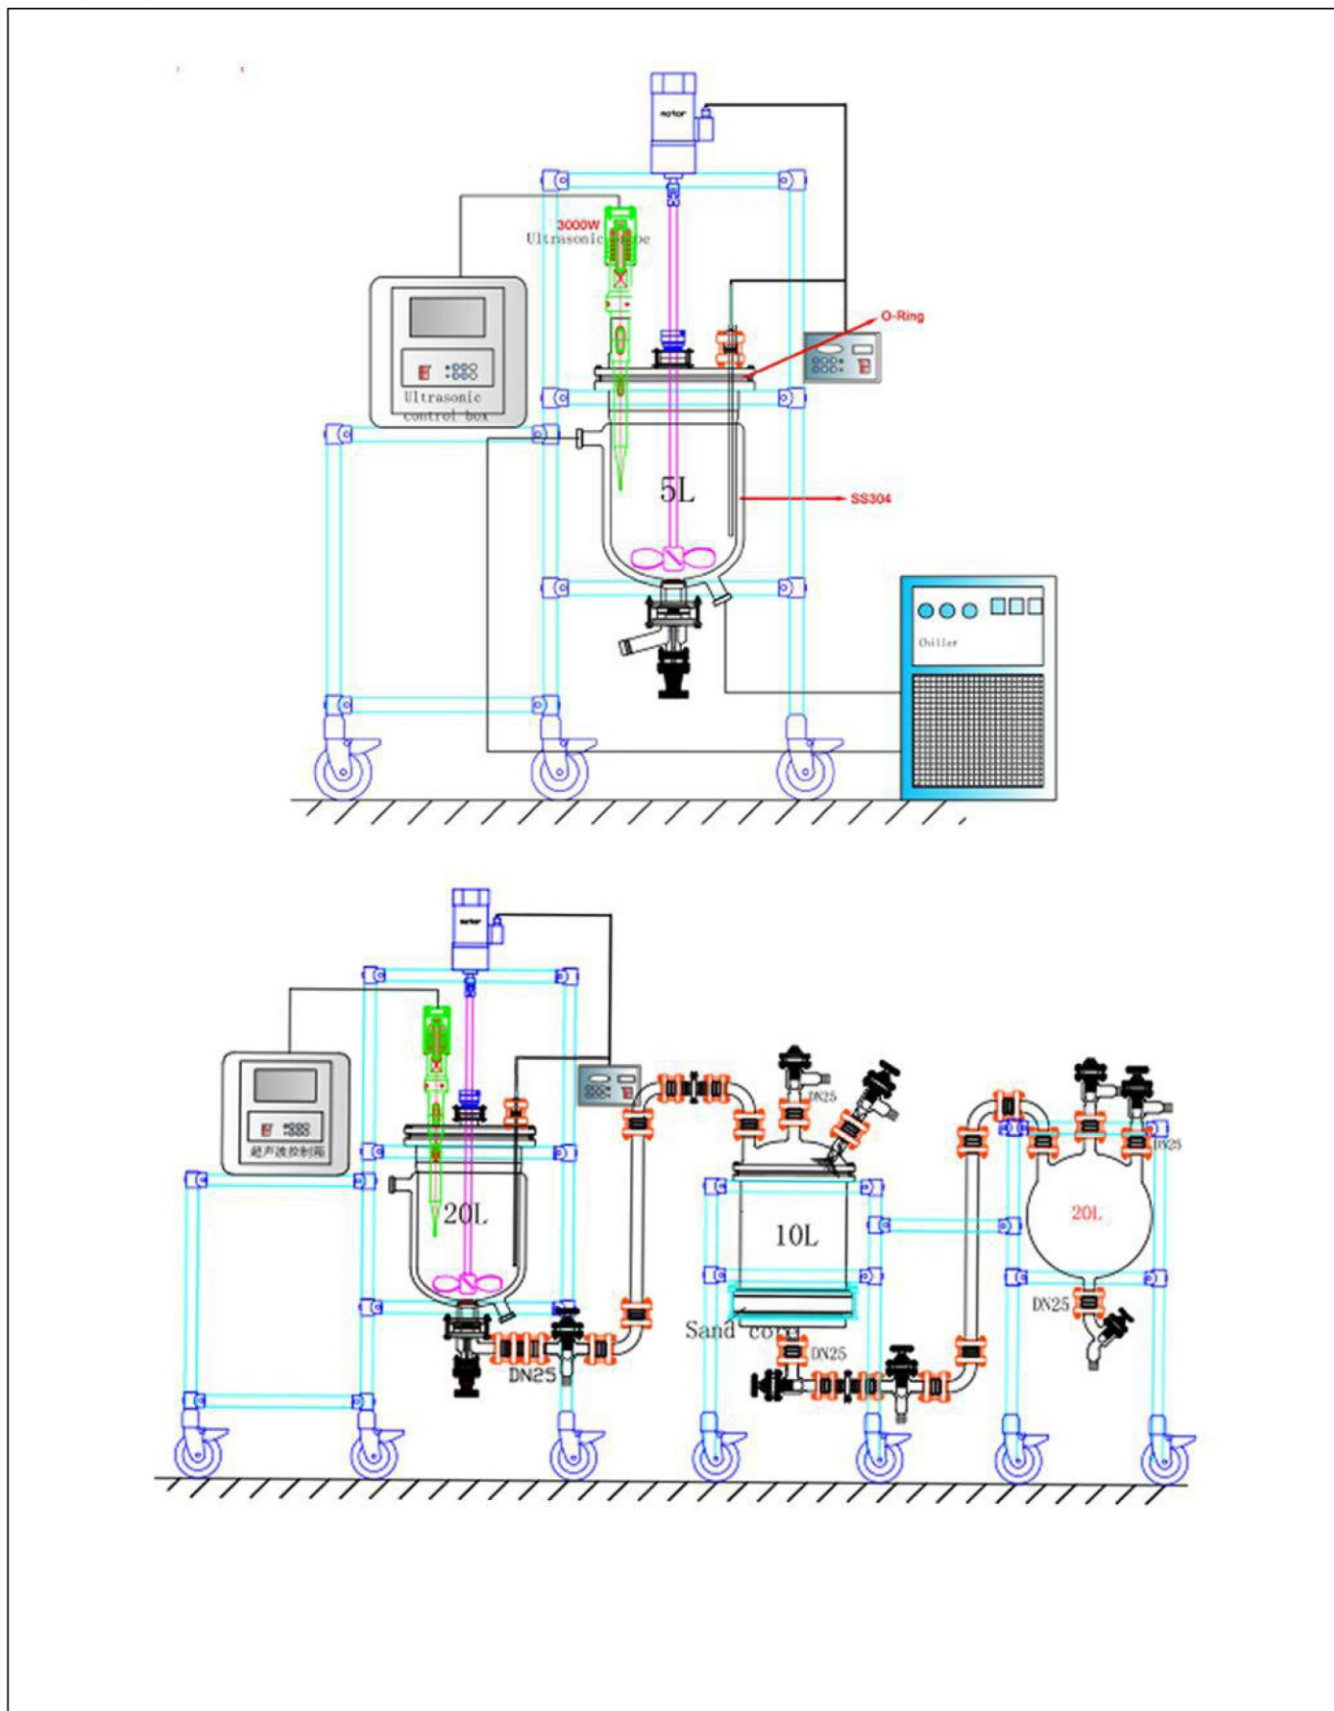 motor
3000W
Ultrasonic
O-Ring
Ultrasonic
control box
5L
SS304
Chiller
motor
DN25
超声波控制箱
DN25
20L
10L
20L
DN25
Sand core
DN25
DN25